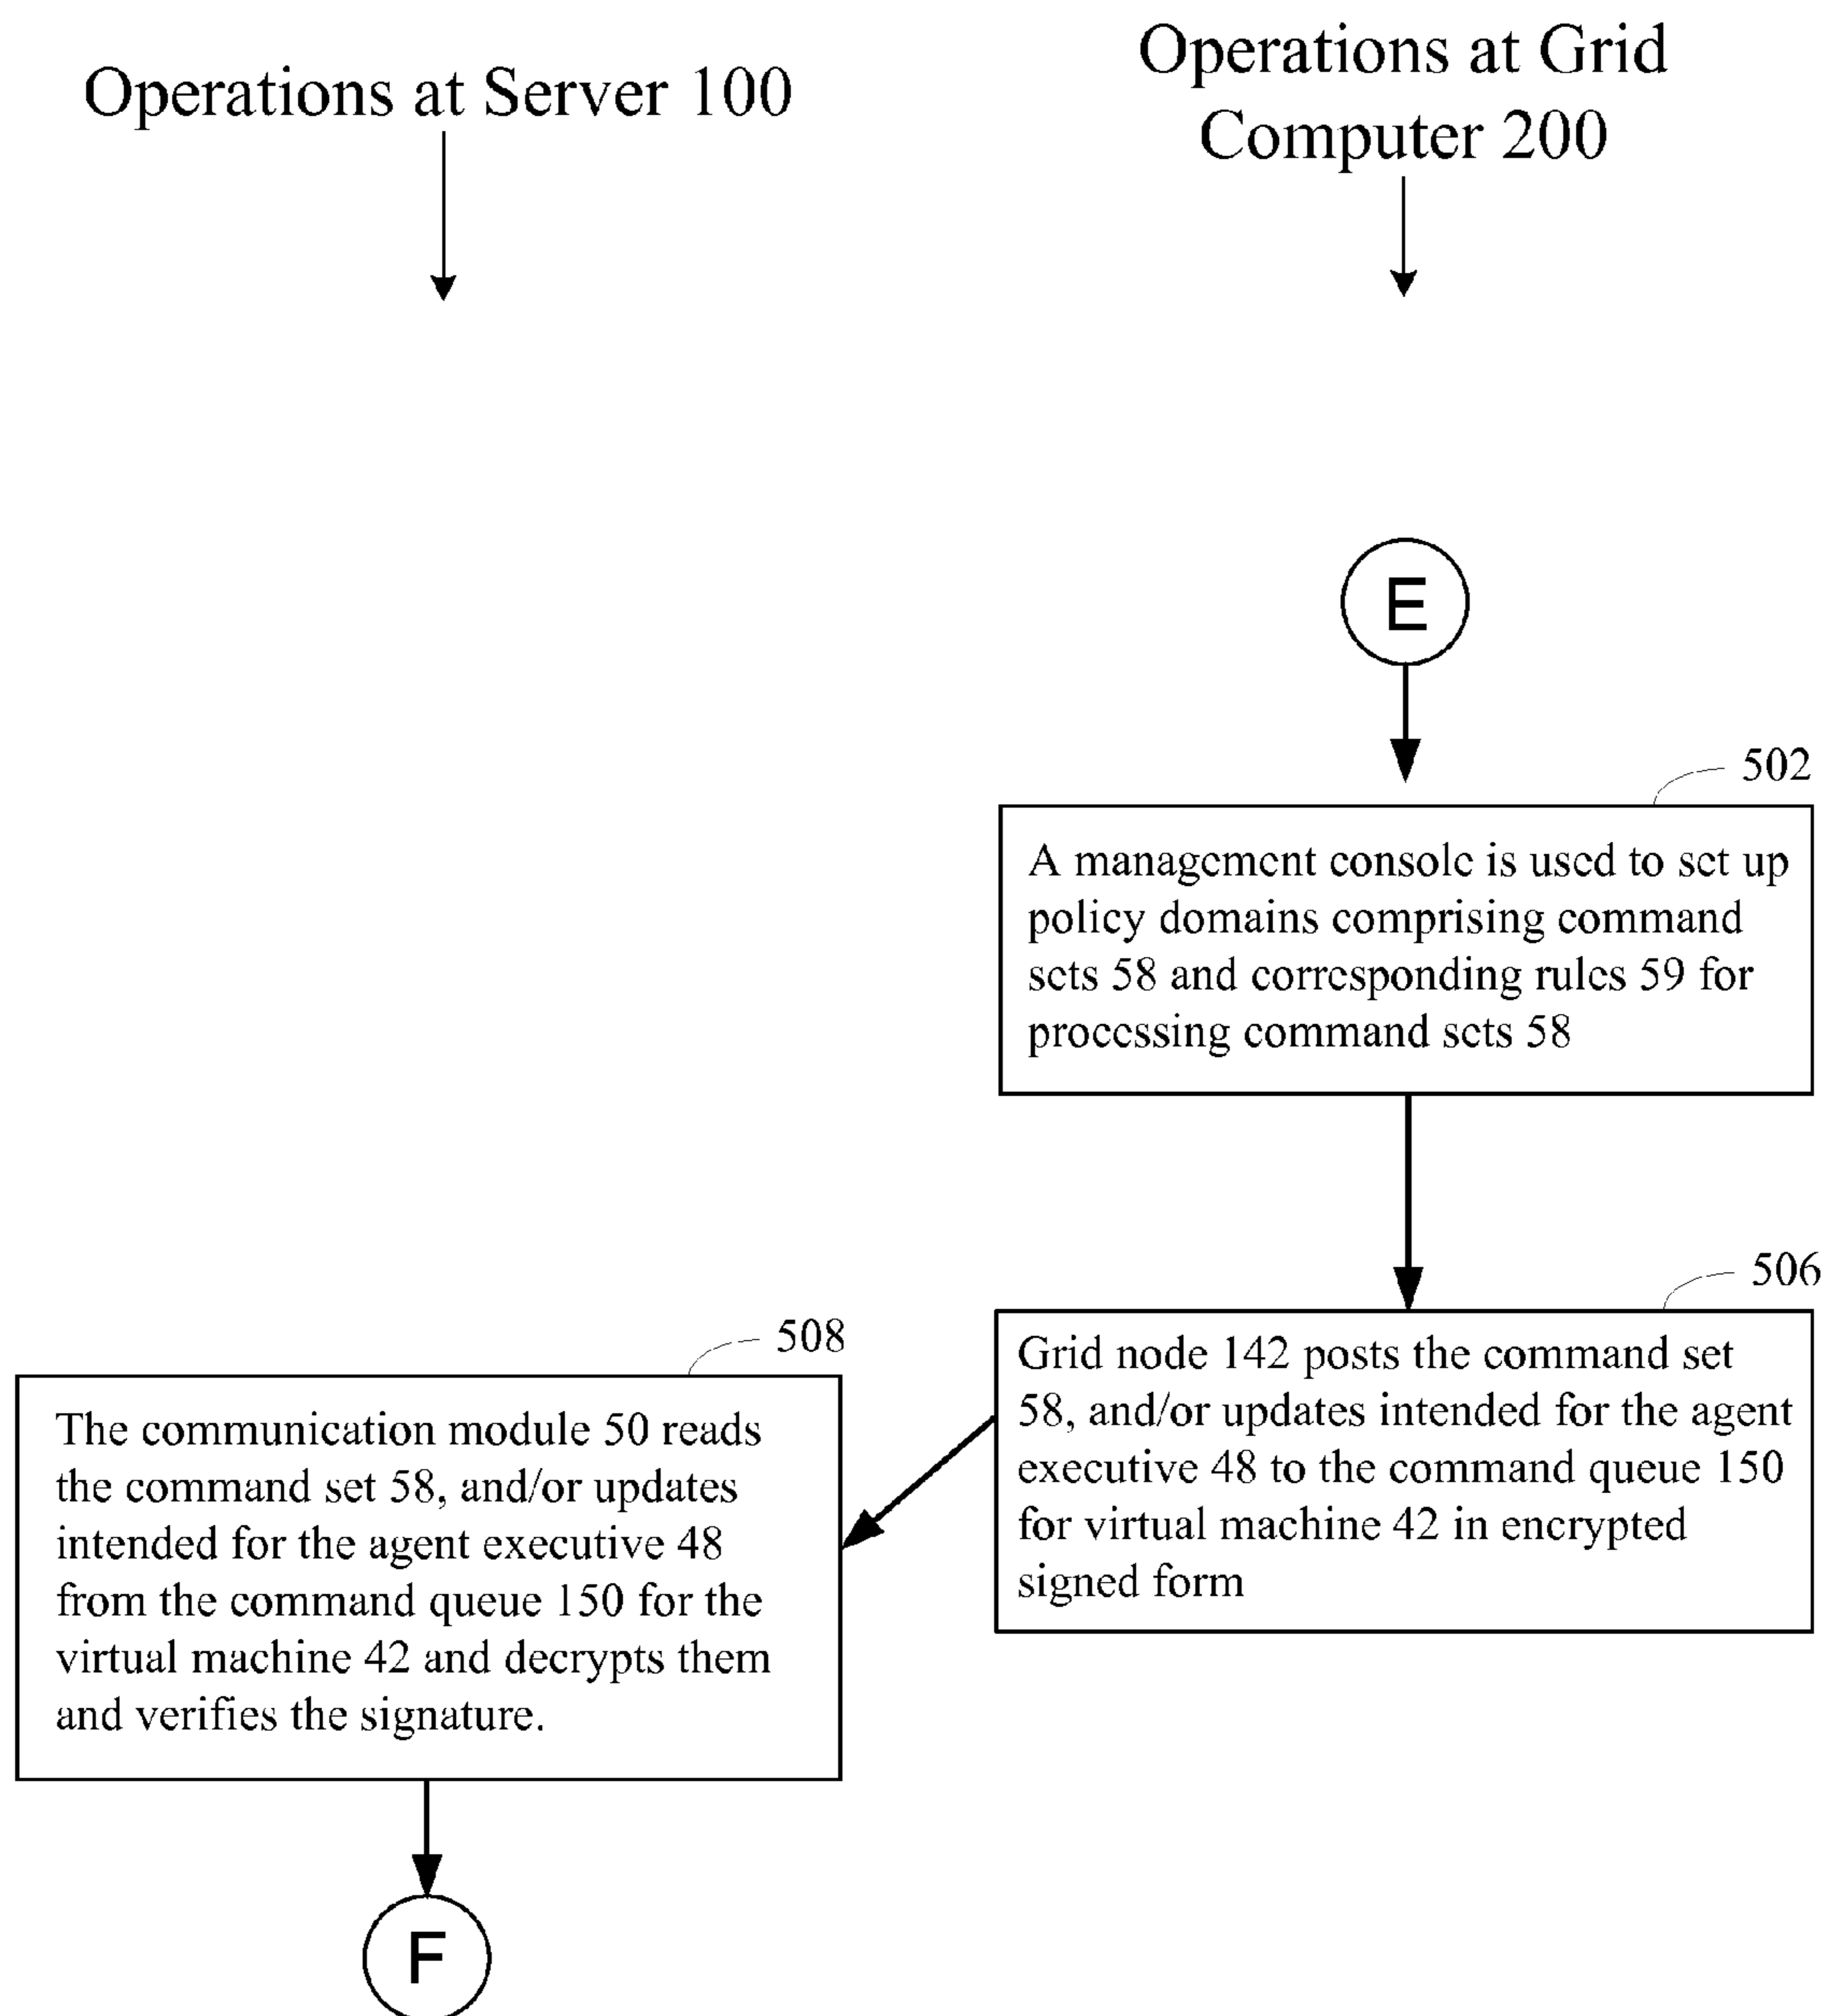 Operations at Server 100
Operations at Grid
Computer 200
E
502
A management console is used to set up
policy domains comprising command
sets 58 and corresponding rules 59 for
processing command sets 58
506
Grid node 142 posts the command set
58, and/or updates intended for the agent
executive 48 to the command queue 150
for virtual machine 42 in encrypted
signed form
508
The communication module 50 reads
the command set 58, and/or updates
intended for the agent executive 48
from the command queue 150 for the
virtual machine 42 and decrypts them
and verifies the signature.
F